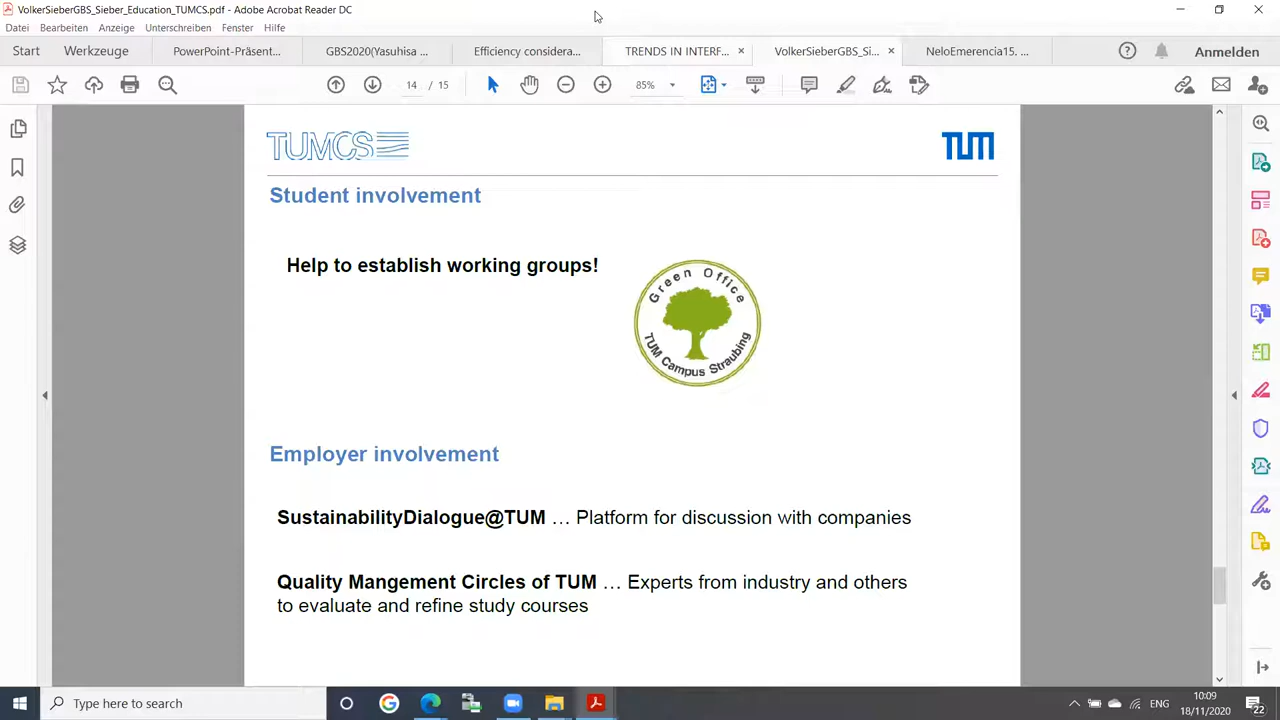 VolkerSieberGBS_Sieber_Education_TUMCS.pdf - Adobe Acrobat Reader DC
Datei Bearbeiten Anzeige Unterschreiben Fenster Hilfe
Start Werkzeuge PowerPoint-Präsent... GBS2020(Yasuhisa ... Efficiency considera... TRENDS IN INTERF... × VolkerSieberGBS_Si... × NeloEmerencia15. ... Anmelden
14 / 15 85%
TUMCS TUM
Student involvement
Help to establish working groups!
Green Office
TUM Campus Straubing
Employer involvement
SustainabilityDialogue@TUM … Platform for discussion with companies
Quality Mangement Circles of TUM … Experts from industry and others
to evaluate and refine study courses
Type here to search
ENG
10:09
18/11/2020
22